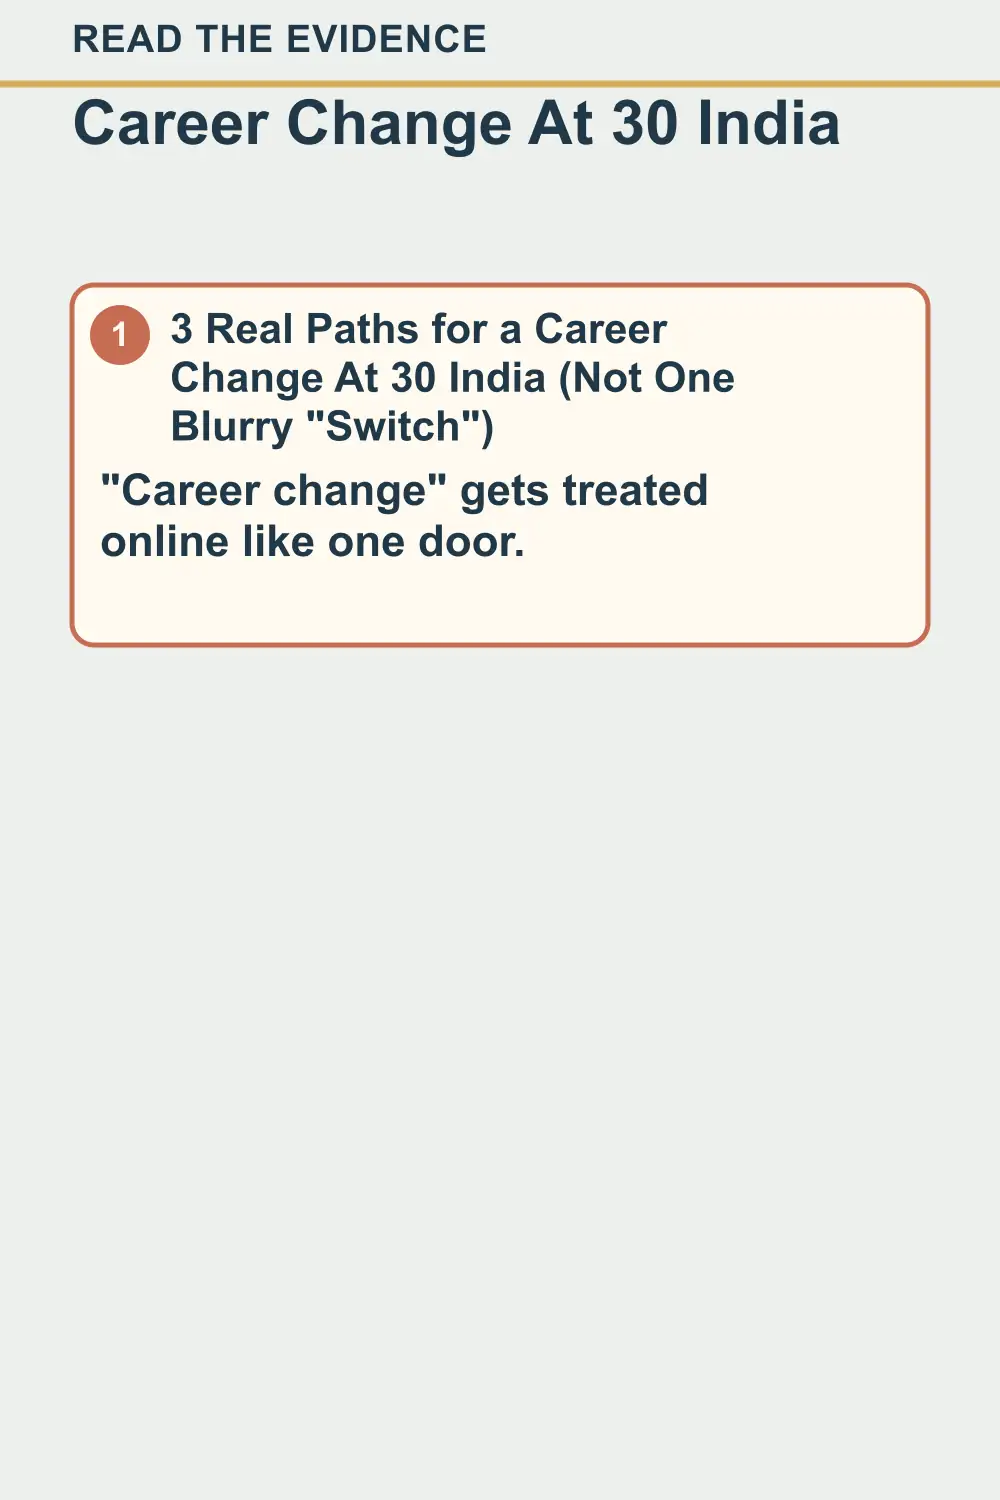 READ THE EVIDENCE
Career Change At 30 India
1
3 Real Paths for a Career
Change At 30 India (Not One
Blurry "Switch")
"Career change" gets treated
online like one door.